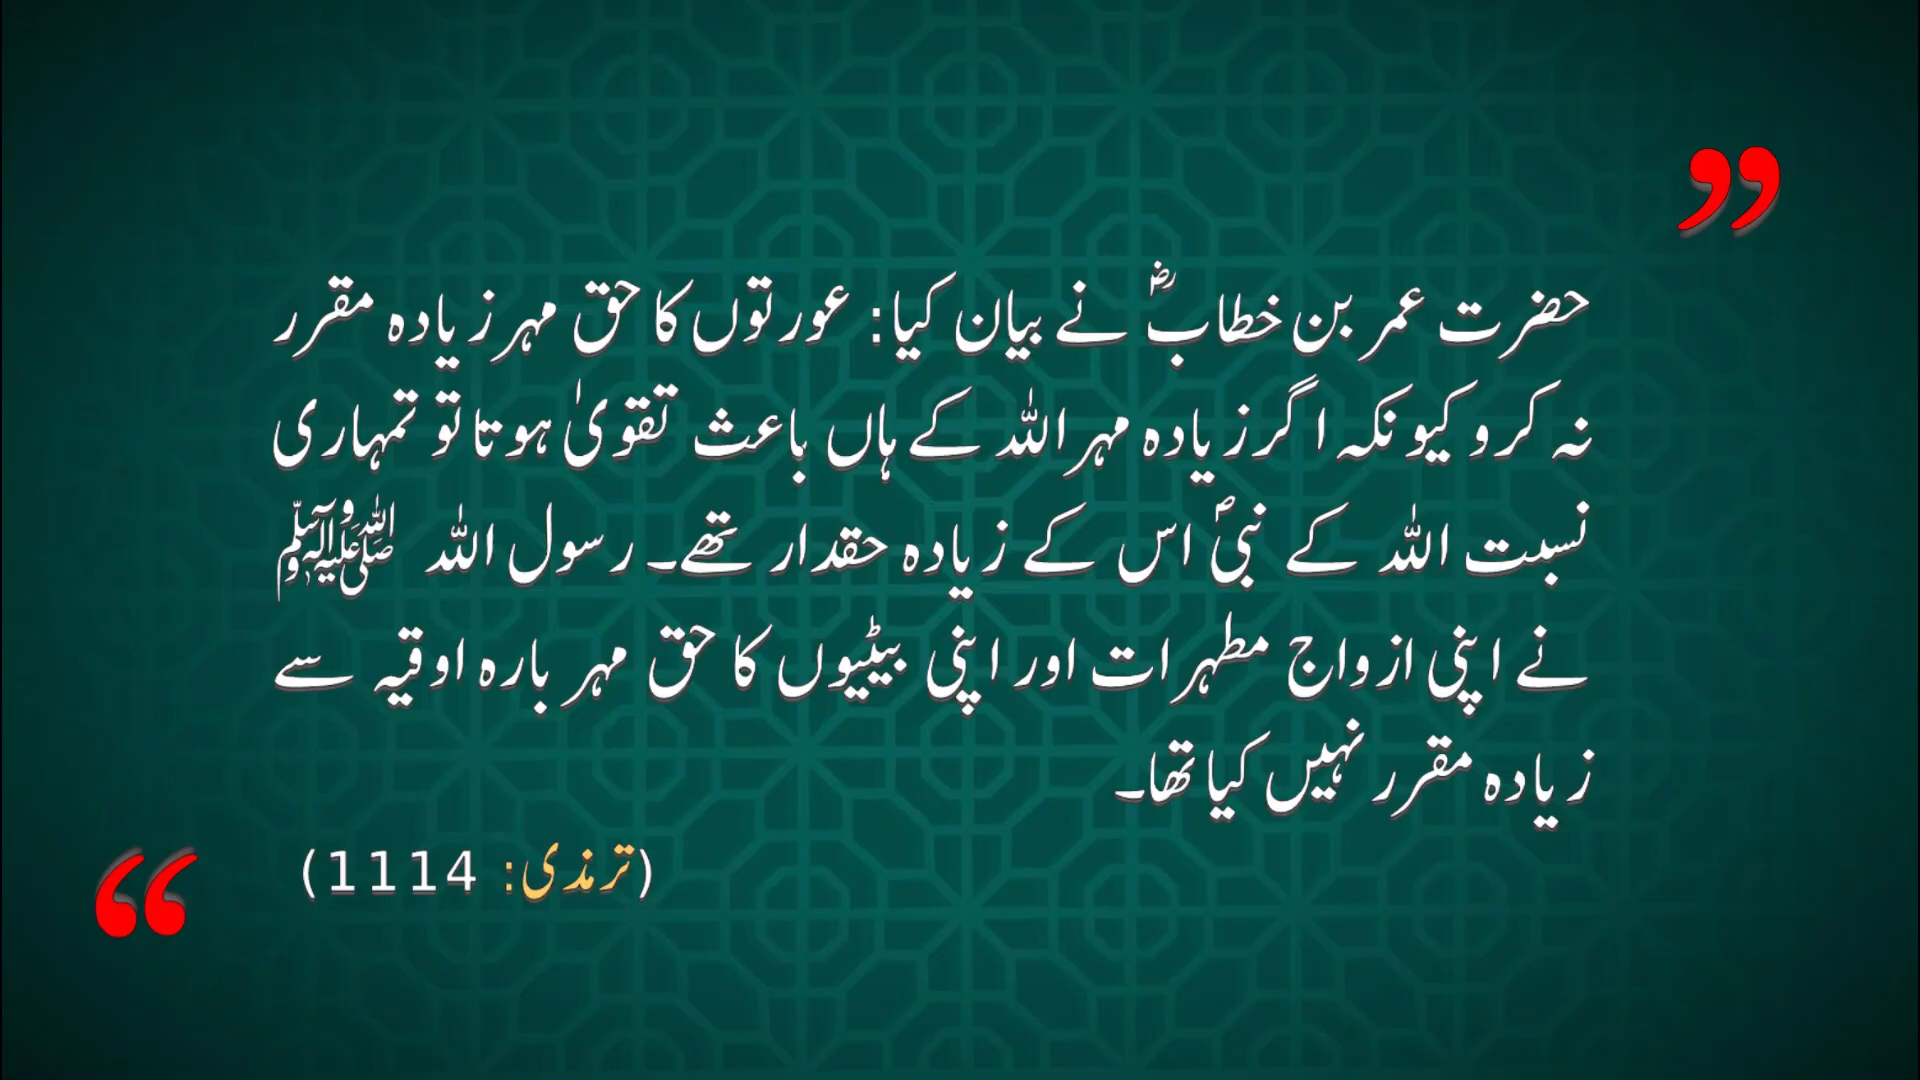 حضرت عمر بن خطابؓ نے بیان کیا: عورتوں کا حق مہر زیادہ مقرر
نہ کرو کیونکہ اگر زیادہ مہر اللہ کے ہاں باعث تقویٰ ہوتا تو تمہاری
نسبت اللہ کے نبیؐ اس کے زیادہ حقدار تھے۔ رسول اللہ ﷺ
نے اپنی ازواج مطہرات اور اپنی بیٹیوں کا حق مہر بارہ اوقیہ سے
زیادہ مقرر نہیں کیا تھا۔
(ترمذی: 1114)